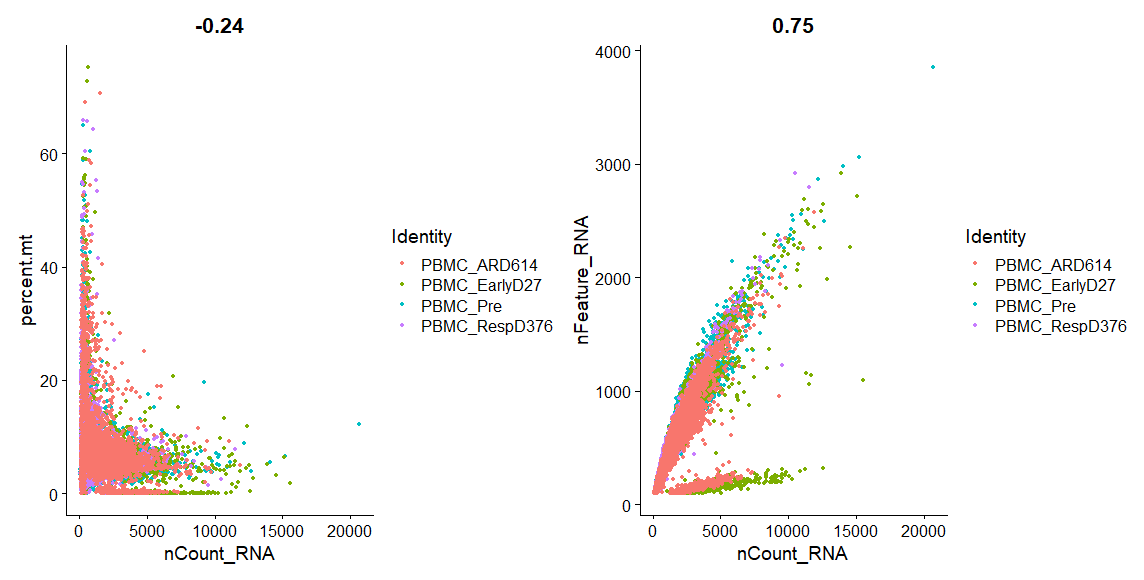 -0.24
percent.mt
60
40
20
0
0
5000
10000
15000
20000
nCount_RNA
Identity
PBMC_ARD614
PBMC_EarlyD27
PBMC_Pre
PBMC_RespD376
0.75
nFeature_RNA
4000
3000
2000
1000
0
0
5000
10000
15000
20000
nCount_RNA
Identity
PBMC_ARD614
PBMC_EarlyD27
PBMC_Pre
PBMC_RespD376